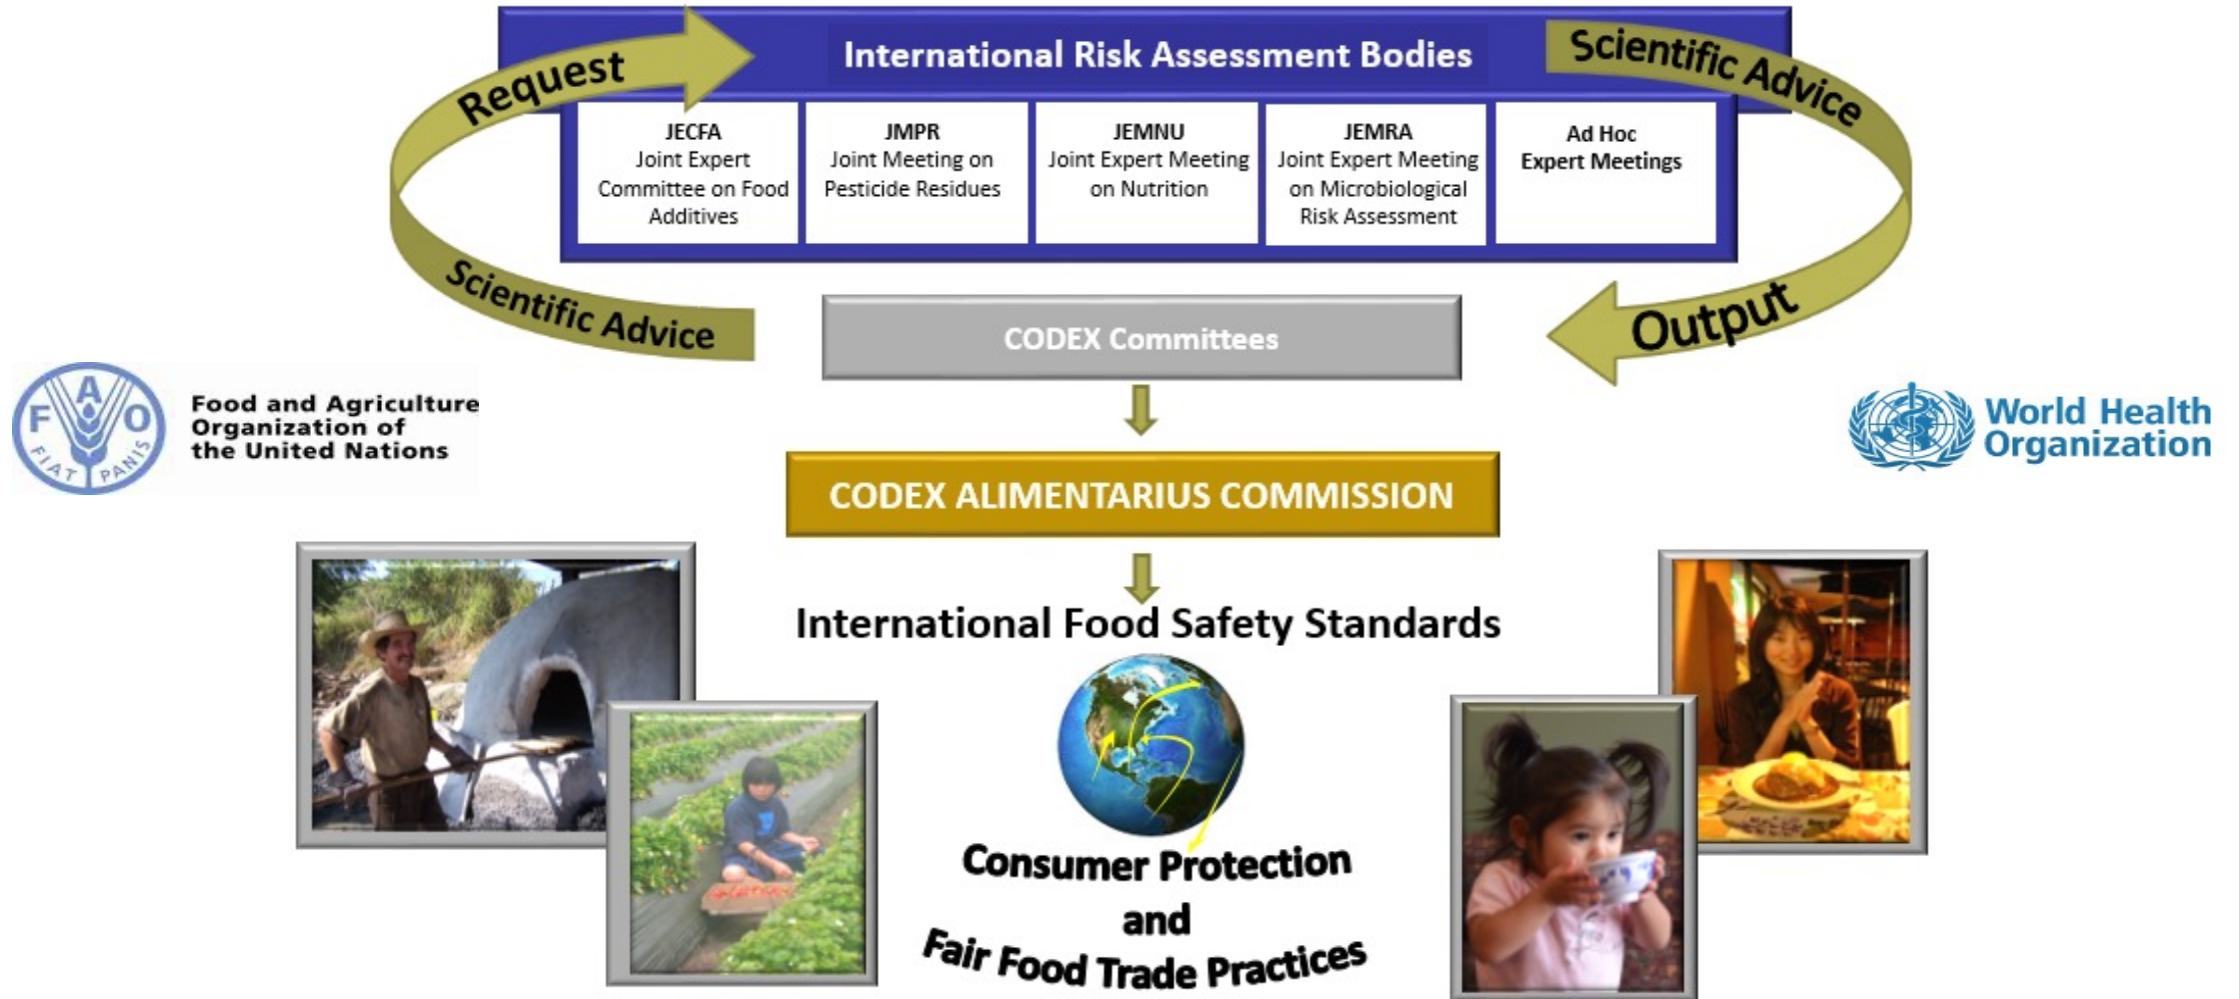 International Risk Assessment Bodies
Request
Scientific Advice
JECFA
Joint Expert
Committee on Food
Additives
JMPR
Joint Meeting on
Pesticide Residues
JEMNU
Joint Expert Meeting
on Nutrition
JEMRA
Joint Expert Meeting
on Microbiological
Risk Assessment
Ad Hoc
Expert Meetings
Scientific Advice
Output
CODEX Committees
F A O
FIAT PANIS
Food and Agriculture
Organization of
the United Nations
World Health
Organization
CODEX ALIMENTARIUS COMMISSION
International Food Safety Standards
Consumer Protection
and
Fair Food Trade Practices